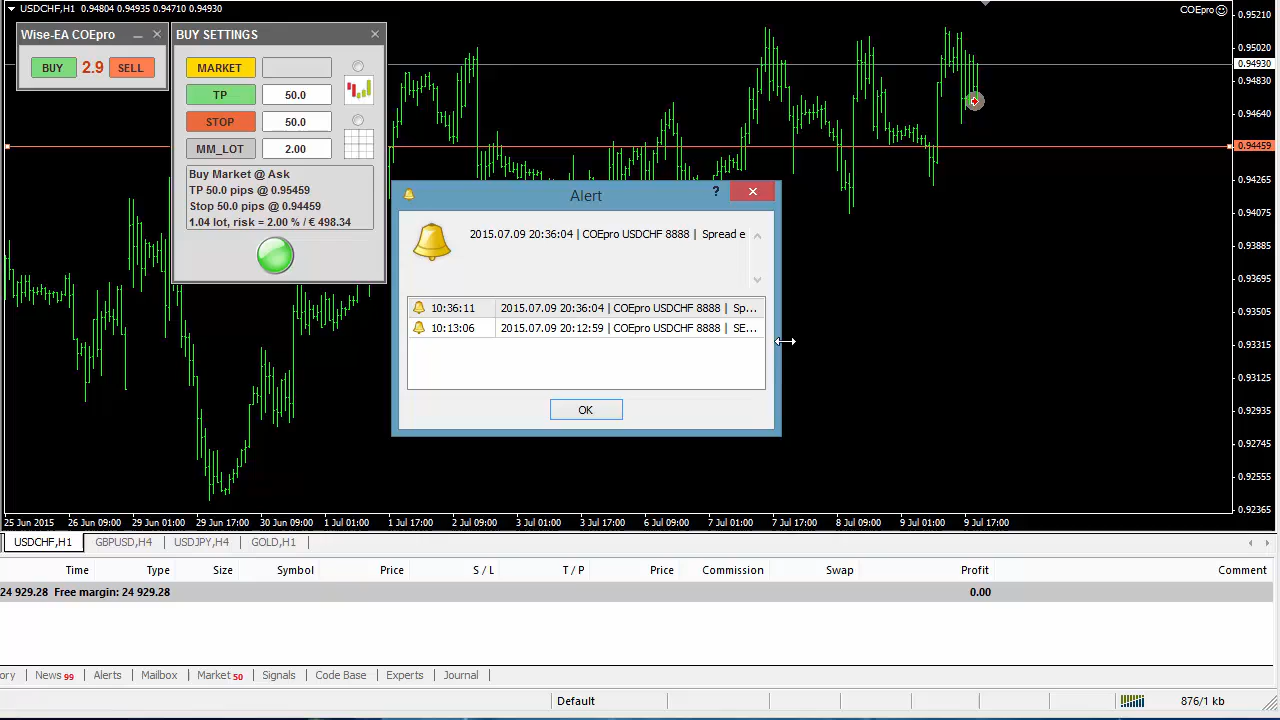 USDCHF,H1 0.94804 0.94935 0.94710 0.94930
COEpro
Wise-EA COEpro
BUY 2.9 SELL
BUY SETTINGS
MARKET
TP 50.0
STOP 50.0
MM_LOT 2.00
Buy Market @ Ask
TP 50.0 pips @ 0.95459
Stop 50.0 pips @ 0.94459
1.04 lot, risk = 2.00 % / € 498.34
0.95210
0.95020
0.94930
0.94830
0.94640
0.94459
0.94265
0.94075
0.93885
0.93695
0.93505
0.93315
0.93125
0.92935
0.92745
0.92555
0.92365
Alert
?
2015.07.09 20:36:04 | COEpro USDCHF 8888 | Spread e
10:36:11 2015.07.09 20:36:04 | COEpro USDCHF 8888 | Sp...
10:13:06 2015.07.09 20:12:59 | COEpro USDCHF 8888 | SE...
OK
25 Jun 2015 26 Jun 09:00 29 Jun 01:00 29 Jun 17:00 30 Jun 09:00 1 Jul 01:00 1 Jul 17:00 2 Jul 09:00 3 Jul 01:00 3 Jul 17:00 6 Jul 09:00 7 Jul 01:00 7 Jul 17:00 8 Jul 09:00 9 Jul 01:00 9 Jul 17:00
USDCHF,H1 GBPUSD,H4 USDJPY,H4 GOLD,H1
Time Type Size Symbol Price S / L T / P Price Commission Swap Profit Comment
24 929.28 Free margin: 24 929.28 0.00
ory News 99 Alerts Mailbox Market 50 Signals Code Base Experts Journal
Default 876/1 kb